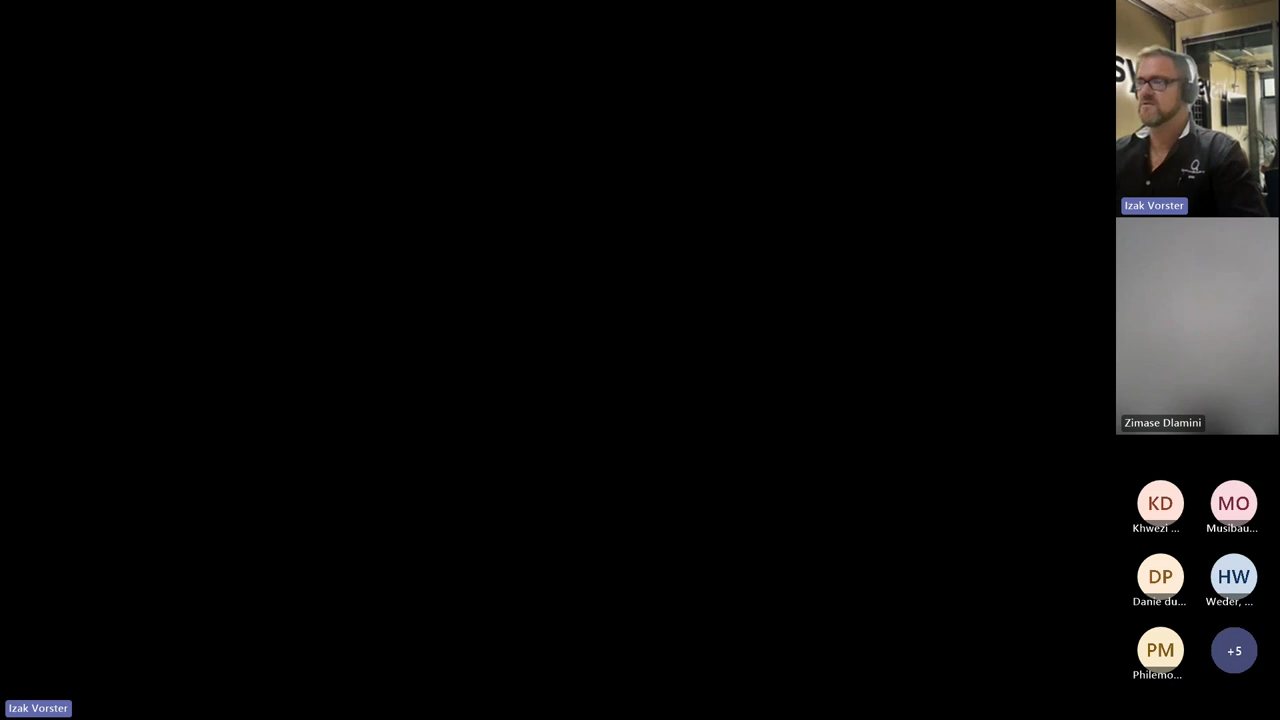 Izak Vorster
Zimase Dlamini
KD
MO
Khwezi ...
Musibau...
DP
HW
Danie du...
Weder, ...
PM
+5
Philemo...
Izak Vorster